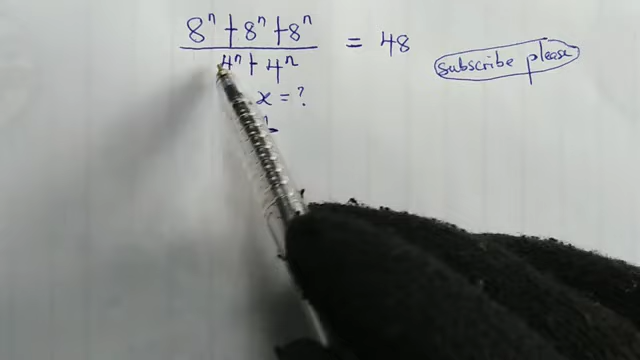 8ⁿ + 8ⁿ + 8ⁿ
4ⁿ + 4ⁿ
= 48
subscribe please
x = ?